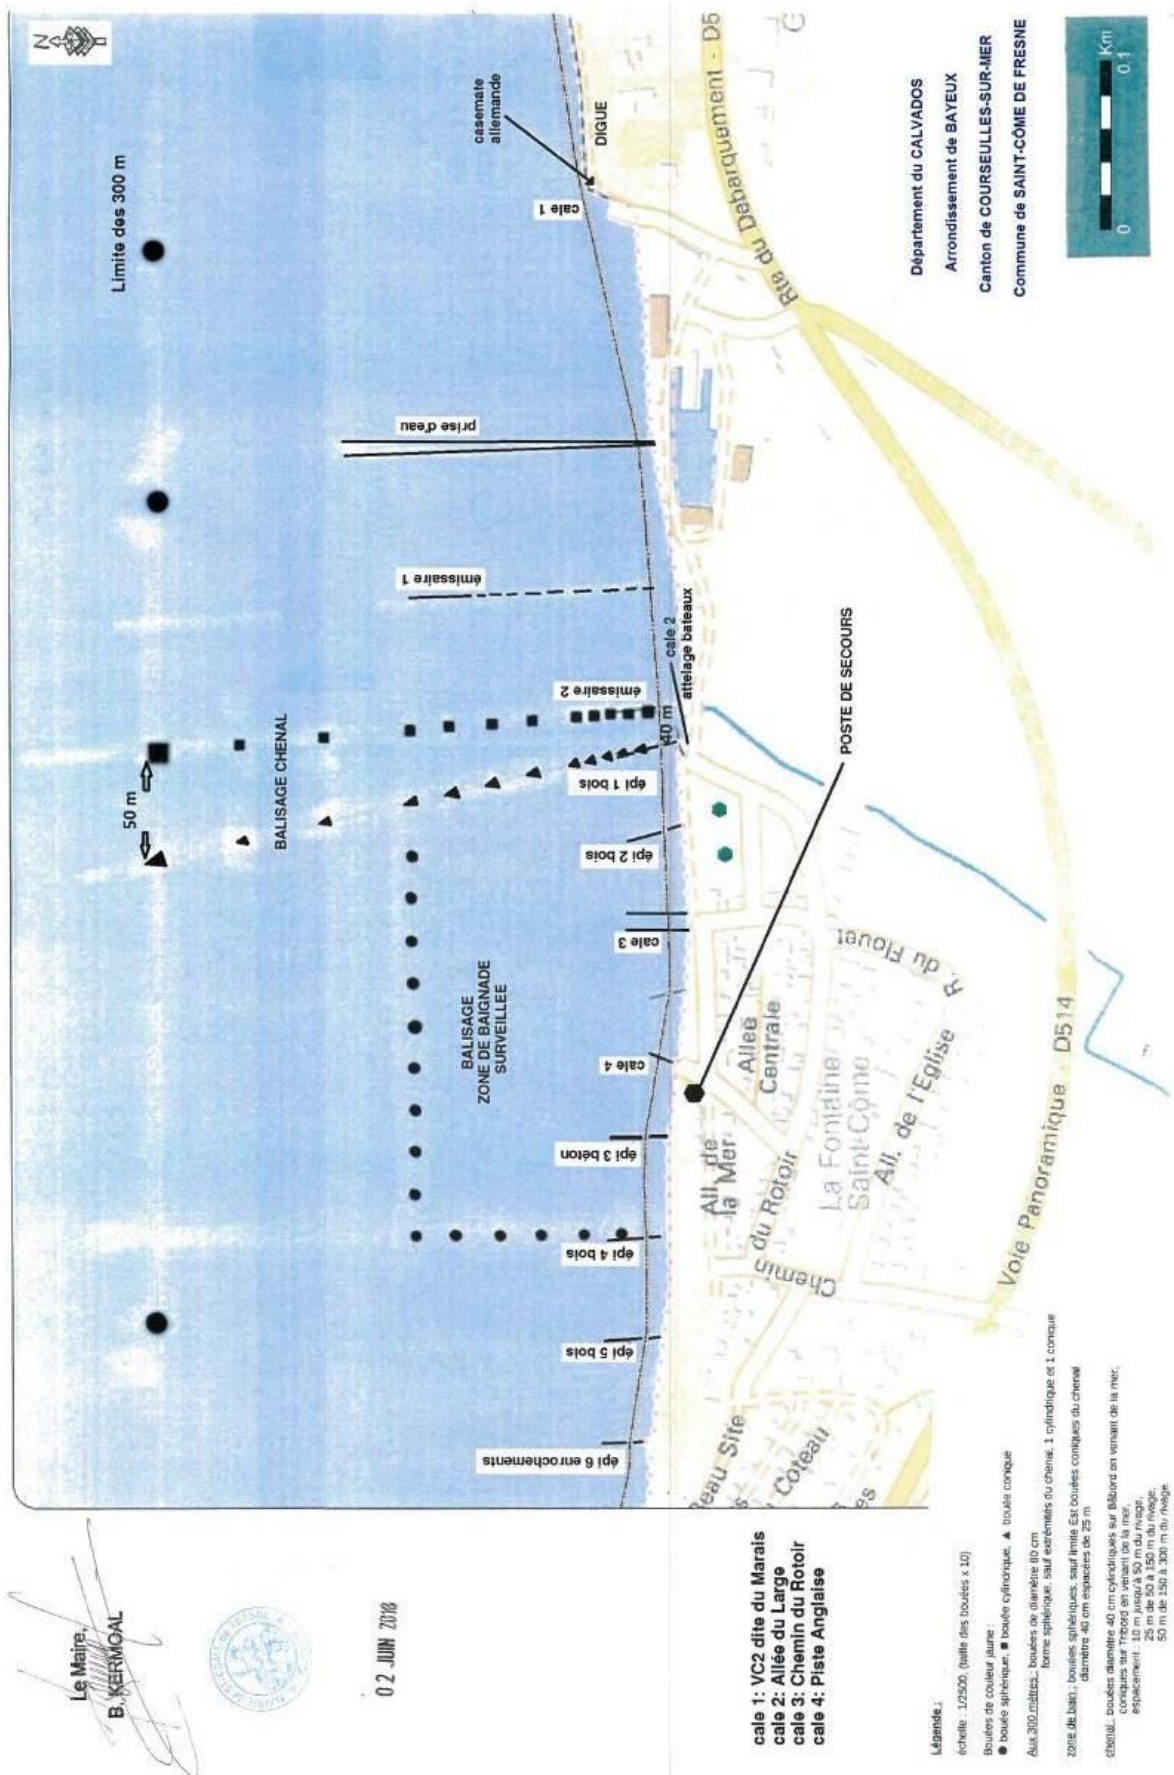 N
Limite des 300 m
casemate
allemande
DIGUE
cale 1
prise d'eau
émissaire 1
émissaire 2
cale 2
attelage bateaux
40 m
50 m
BALISAGE CHENAL
épi 1 bois
épi 2 bois
cale 3
BALISAGE
ZONE DE BAIGNADE
SURVEILLEE
cale 4
épi 3 béton
épi 4 bois
épi 5 bois
épi 6 enrochements
POSTE DE SECOURS
Rte du Débarquement - D5
G
R. du Flouet
Allée
Centrale
La Fontaine
Saint-Côme
All. de l'Eglise
All. de
la Mer
Chemin du Rotoir
Voie Panoramique - D514
Beau Site
Coteau
Département du CALVADOS
Arrondissement de BAYEUX
Canton de COURSEULLES-SUR-MER
Commune de SAINT-CÔME DE FRESNE
Km
0 0.1
Le Maire,
B. KERMOAL
02 JUIN 2016
cale 1: VC2 dite du Marais
cale 2: Allée du Large
cale 3: Chemin du Rotoir
cale 4: Piste Anglaise
Légende :
échelle : 1/2500, (taille des bouées x 10)
Bouées de couleur jaune :
● bouée sphérique, ■ bouée cylindrique, ▲ bouée conique
Aux 300 mètres : bouées de diamètre 80 cm
forme sphérique, sauf extrémités du chenal, 1 cylindrique et 1 conique
zone de bain : bouées sphériques, sauf limite Est bouées coniques du chenal
diamètre 40 cm espacées de 25 m
chenal : bouées diamètre 40 cm cylindriques sur Bâbord en venant de la mer,
coniques sur Tribord en venant de la mer,
espacement : 10 m jusqu'à 50 m du rivage,
25 m de 50 à 150 m du rivage,
50 m de 150 à 300 m du rivage